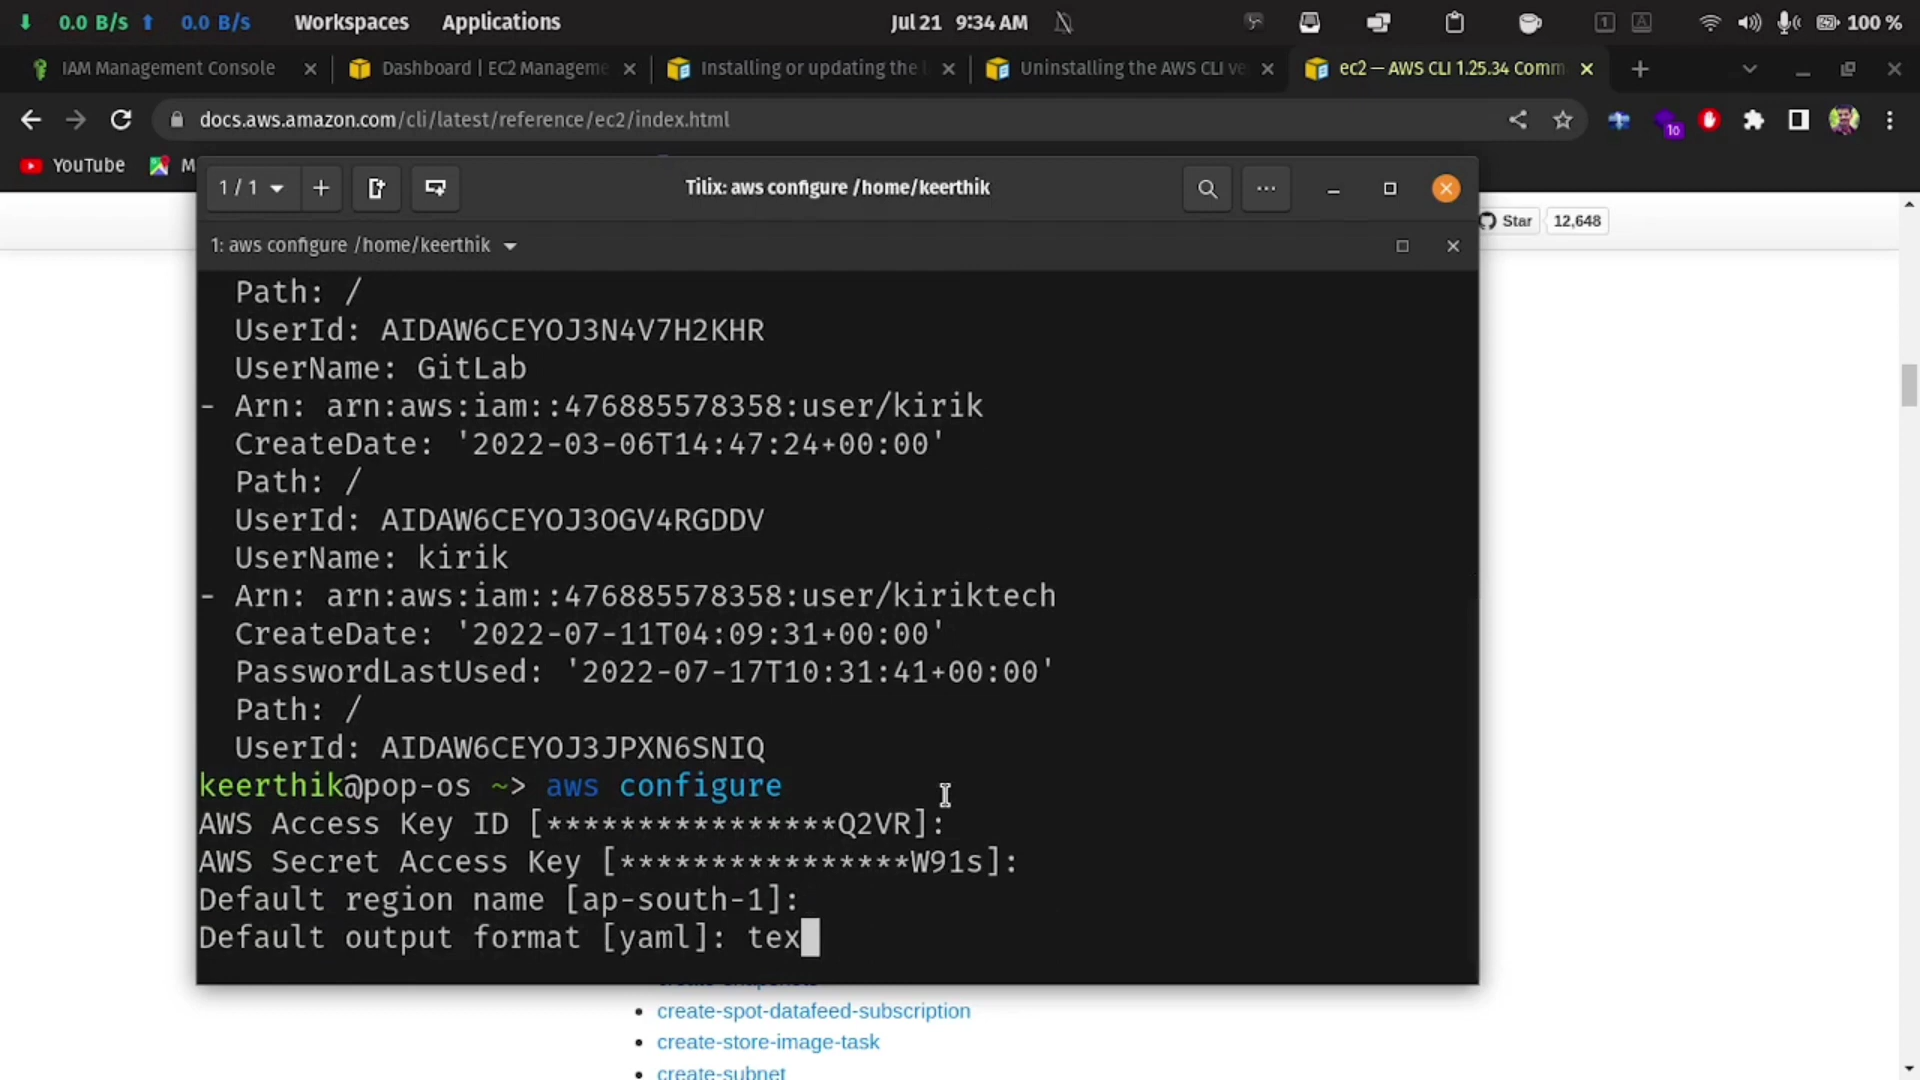 0.0 B/s 0.0 B/s Workspaces Applications Jul 21 9:34 AM 1 A 100 %
IAM Management Console Dashboard | EC2 Manageme Installing or updating the l Uninstalling the AWS CLI ve ec2 — AWS CLI 1.25.34 Comm
docs.aws.amazon.com/cli/latest/reference/ec2/index.html 10
YouTube M
1 / 1 Tilix: aws configure /home/keerthik
Star 12,648
1: aws configure /home/keerthik
Path: /
UserId: AIDAW6CEYOJ3N4V7H2KHR
UserName: GitLab
- Arn: arn:aws:iam::476885578358:user/kirik
CreateDate: '2022-03-06T14:47:24+00:00'
Path: /
UserId: AIDAW6CEYOJ3OGV4RGDDV
UserName: kirik
- Arn: arn:aws:iam::476885578358:user/kiriktech
CreateDate: '2022-07-11T04:09:31+00:00'
PasswordLastUsed: '2022-07-17T10:31:41+00:00'
Path: /
UserId: AIDAW6CEYOJ3JPXN6SNIQ
keerthik@pop-os ~> aws configure
AWS Access Key ID [****************Q2VR]:
AWS Secret Access Key [****************W91s]:
Default region name [ap-south-1]:
Default output format [yaml]: tex
create-spot-datafeed-subscription
create-store-image-task
create-subnet